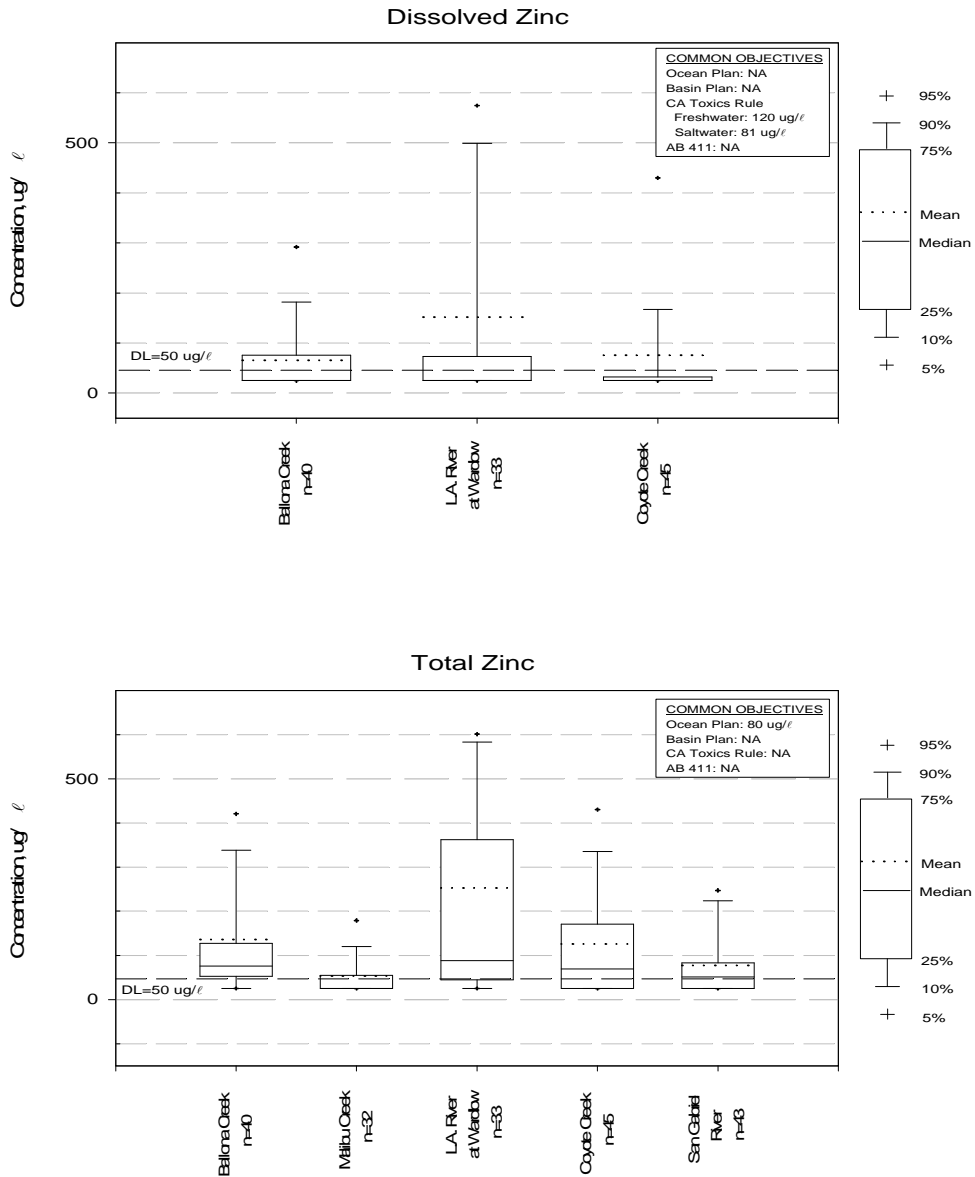 Dissolved Zinc
COMMON OBJECTIVES
Ocean Plan: NA
Basin Plan: NA
CA Toxics Rule
Freshwater: 120 ug/ℓ
Saltwater: 81 ug/ℓ
AB 411: NA
95%
90%
75%
Mean
Median
25%
10%
5%
Concentration, ug/ ℓ
500
0
DL=50 ug/ℓ
Ballona Creek
n=40
L.A. River
at Wardlow
n=33
Coyote Creek
n=45
Total Zinc
COMMON OBJECTIVES
Ocean Plan: 80 ug/ℓ
Basin Plan: NA
CA Toxics Rule: NA
AB 411: NA
95%
90%
75%
Mean
Median
25%
10%
5%
Concentration, ug/ ℓ
500
0
DL=50 ug/ℓ
Ballona Creek
n=40
Malibu Creek
n=32
L.A. River
at Wardlow
n=33
Coyote Creek
n=45
San Gabriel
River
n=43